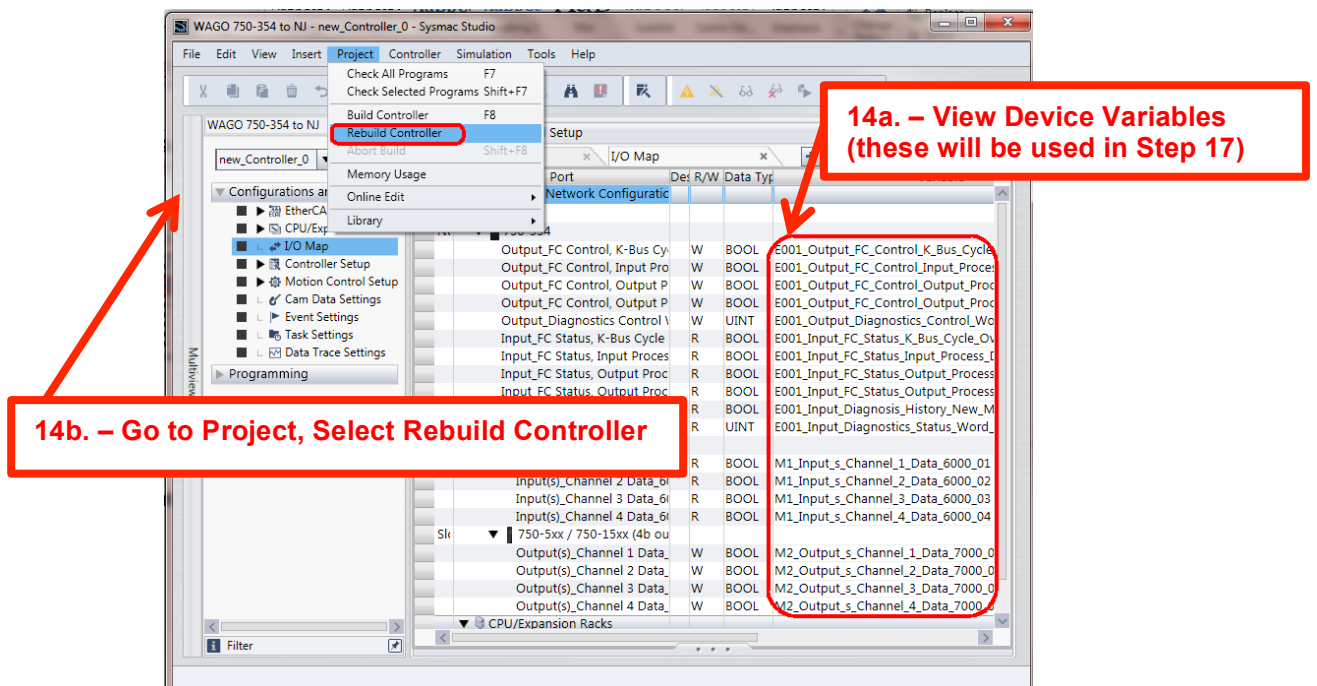 WAGO 750-354 to NJ - new_Controller_0 - Sysmac Studio
File Edit View Insert Project Controller Simulation Tools Help
Check All Programs F7
Check Selected Programs Shift+F7
Build Controller F8
Rebuild Controller
Abort Build Shift+F8
Memory Usage
Online Edit
Library
14a. – View Device Variables
(these will be used in Step 17)
WAGO 750-354 to NJ
Setup
new_Controller_0
I/O Map
Port Des R/W Data Typ
Configurations an
Network Configuratic
EtherCA
CPU/Exp
I/O Map
Controller Setup
Motion Control Setup
Cam Data Settings
Event Settings
Task Settings
Data Trace Settings
Programming
Multiview
750-354
Output_FC Control, K-Bus Cy W BOOL E001_Output_FC_Control_K_Bus_Cycle
Output_FC Control, Input Pro W BOOL E001_Output_FC_Control_Input_Proce
Output_FC Control, Output P W BOOL E001_Output_FC_Control_Output_Proc
Output_FC Control, Output P W BOOL E001_Output_FC_Control_Output_Proc
Output_Diagnostics Control W UINT E001_Output_Diagnostics_Control_Wo
Input_FC Status, K-Bus Cycle R BOOL E001_Input_FC_Status_K_Bus_Cycle_Ov
Input_FC Status, Input Proces R BOOL E001_Input_FC_Status_Input_Process_D
Input_FC Status, Output Proc R BOOL E001_Input_FC_Status_Output_Process
Input_FC Status, Output Proc R BOOL E001_Input_FC_Status_Output_Process
R BOOL E001_Input_Diagnosis_History_New_M
R UINT E001_Input_Diagnostics_Status_Word_
14b. – Go to Project, Select Rebuild Controller
R BOOL M1_Input_s_Channel_1_Data_6000_01
Input(s)_Channel 2 Data_6 R BOOL M1_Input_s_Channel_2_Data_6000_02
Input(s)_Channel 3 Data_6 R BOOL M1_Input_s_Channel_3_Data_6000_03
Input(s)_Channel 4 Data_6 R BOOL M1_Input_s_Channel_4_Data_6000_04
Slo 750-5xx / 750-15xx (4b ou
Output(s)_Channel 1 Data_ W BOOL M2_Output_s_Channel_1_Data_7000_0
Output(s)_Channel 2 Data_ W BOOL M2_Output_s_Channel_2_Data_7000_0
Output(s)_Channel 3 Data_ W BOOL M2_Output_s_Channel_3_Data_7000_0
Output(s)_Channel 4 Data_ W BOOL M2_Output_s_Channel_4_Data_7000_0
CPU/Expansion Racks
Filter